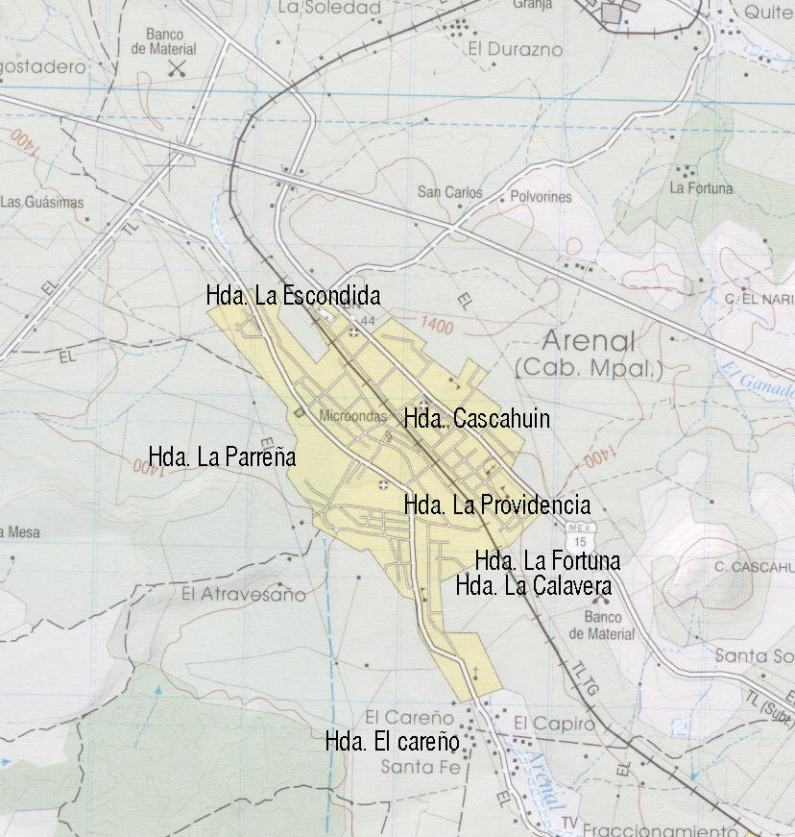 La Soledad
Granja
Quite
Banco
de Material
El Durazno
gostadero
1400
San Carlos
Polvorines
La Fortuna
Las Guásimas
TL
EL
EL
Hda. La Escondida
44
1400
C. EL NARI
Arenal
(Cab. Mpal.)
EL
El Ganado
Microondas
Hda. Cascahuin
EL
Hda. La Parreña
1400
1400
Hda. La Providencia
a Mesa
MEX
15
Hda. La Fortuna
C. CASCAHU
Hda. La Calavera
El Atravesaño
Banco
de Material
Santa So
TL TG
E
TL (Subt.)
El Careño
El Capiro
Hda. El careño
Santa Fe
Arenal
EL
EL
TV
Fraccionamiento